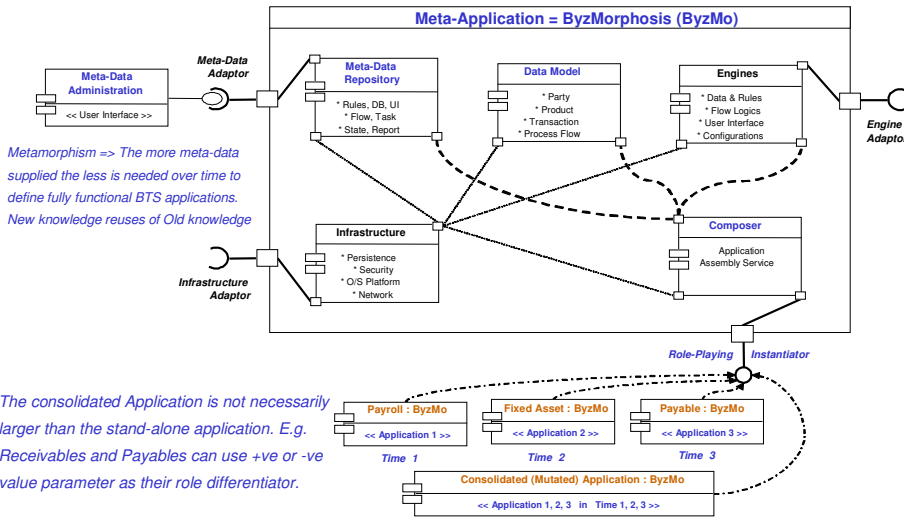 Meta-Application = ByzMorphosis (ByzMo)
Meta-Data
Adaptor
Meta-Data
Administration
<< User Interface >>
Meta-Data
Repository
* Rules, DB, UI
* Flow, Task
* State, Report
Data Model
* Party
* Product
* Transaction
* Process Flow
Engines
* Data & Rules
* Flow Logics
* User Interface
* Configurations
Engine
Adaptor
Metamorphism => The more meta-data
supplied the less is needed over time to
define fully functional BTS applications.
New knowledge reuses of Old knowledge
Infrastructure
* Persistence
* Security
* O/S Platform
* Network
Composer
Application
Assembly Service
Infrastructure
Adaptor
Role-Playing Instantiator
The consolidated Application is not necessarily
larger than the stand-alone application. E.g.
Receivables and Payables can use +ve or -ve
value parameter as their role differentiator.
Payroll : ByzMo
<< Application 1 >>
Time 1
Fixed Asset : ByzMo
<< Application 2 >>
Time 2
Payable : ByzMo
<< Application 3 >>
Time 3
Consolidated (Mutated) Application : ByzMo
<< Application 1, 2, 3 in Time 1, 2, 3 >>